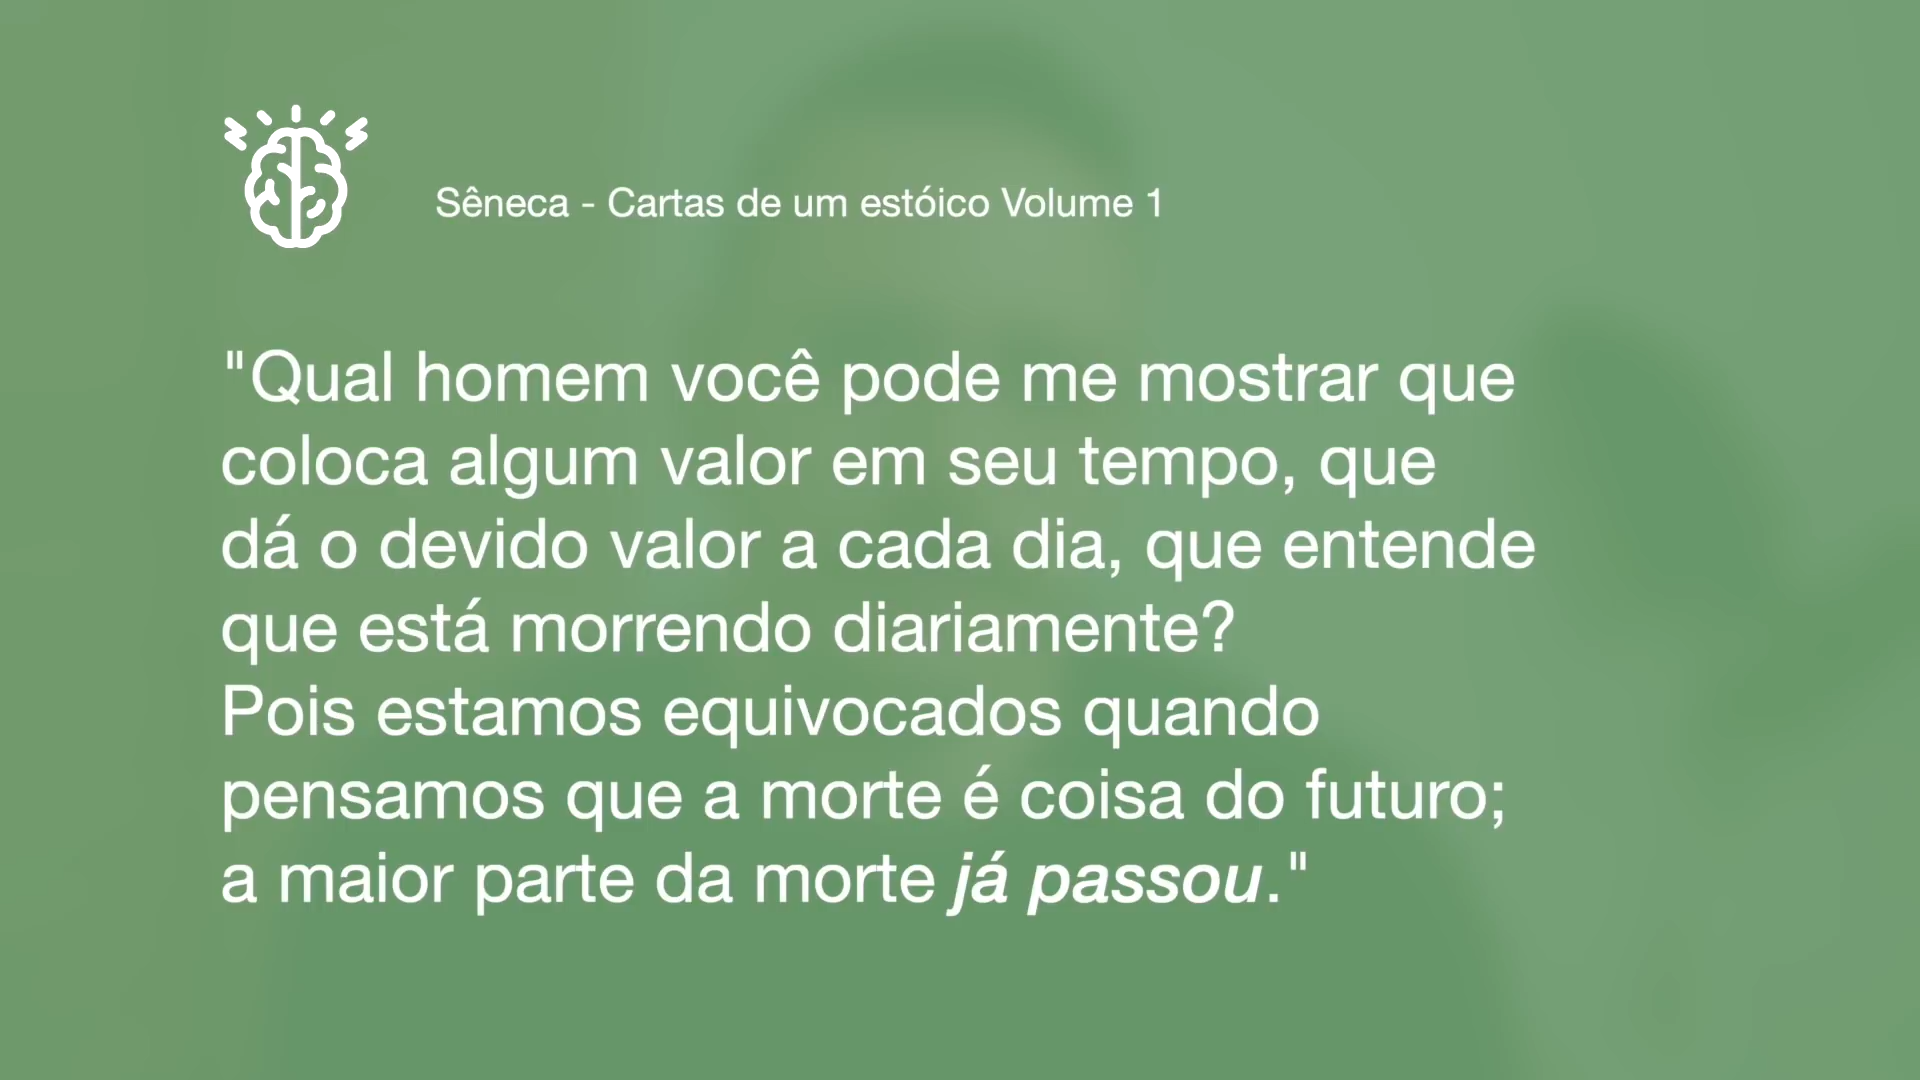 Sêneca - Cartas de um estóico Volume 1
"Qual homem você pode me mostrar que
coloca algum valor em seu tempo, que
dá o devido valor a cada dia, que entende
que está morrendo diariamente?
Pois estamos equivocados quando
pensamos que a morte é coisa do futuro;
a maior parte da morte já passou."